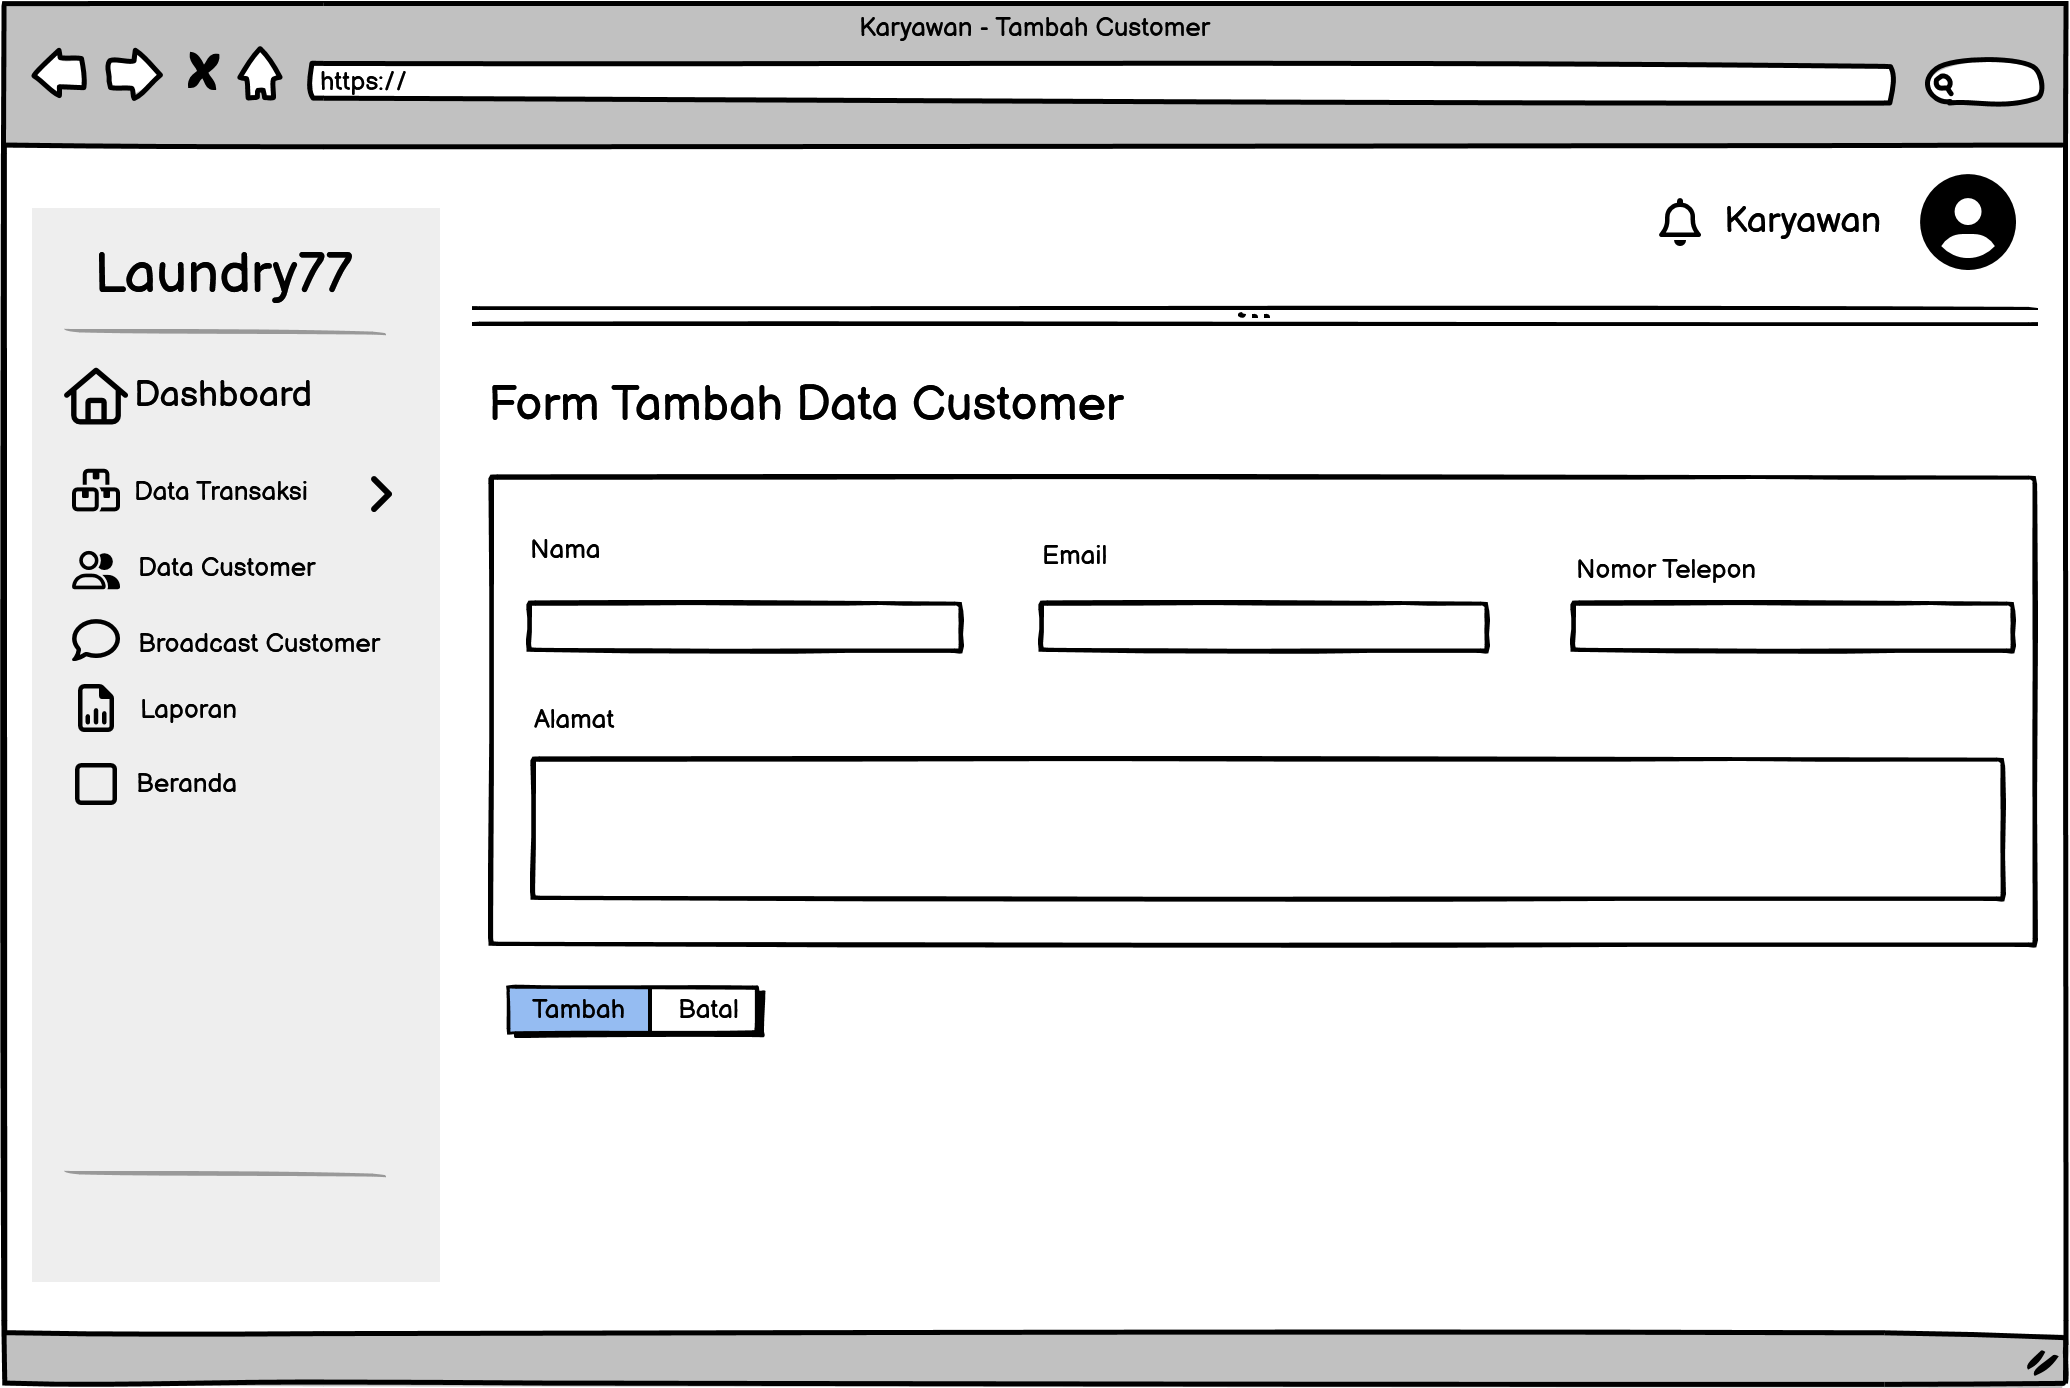 Karyawan - Tambah Customer
https://
Karyawan
Laundry77
Dashboard
Data Transaksi
Data Customer
Broadcast Customer
Laporan
Beranda
Form Tambah Data Customer
Nama
Email
Nomor Telepon
Alamat
Tambah
Batal